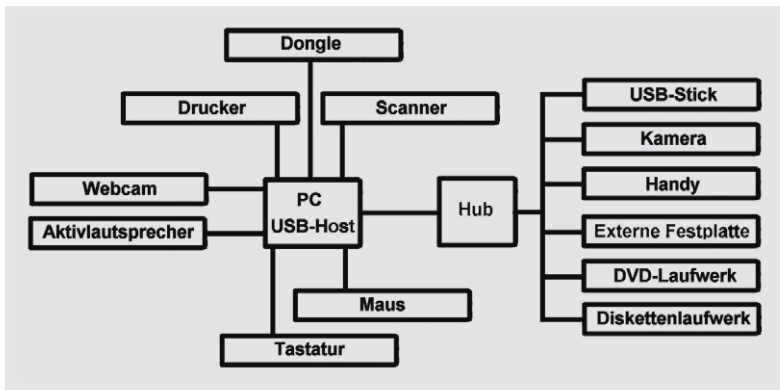 Dongle
Drucker
Scanner
Webcam
Aktivlautsprecher
PC
USB-Host
Hub
Maus
Tastatur
USB-Stick
Kamera
Handy
Externe Festplatte
DVD-Laufwerk
Diskettenlaufwerk